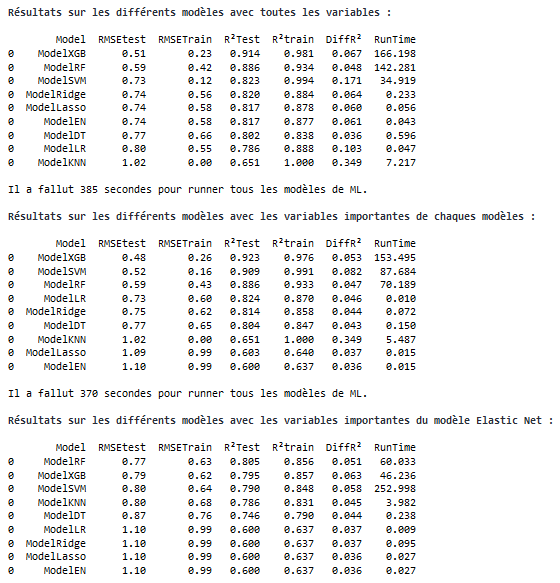 Résultats sur les différents modèles avec toutes les variables :
Model RMSEtest RMSETrain R²Test R²train DiffR² RunTime
0 ModelXGB 0.51 0.23 0.914 0.981 0.067 166.198
0 ModelRF 0.59 0.42 0.886 0.934 0.048 142.281
0 ModelSVM 0.73 0.12 0.823 0.994 0.171 34.919
0 ModelRidge 0.74 0.56 0.820 0.884 0.064 0.233
0 ModelLasso 0.74 0.58 0.817 0.878 0.060 0.056
0 ModelEN 0.74 0.58 0.817 0.877 0.061 0.043
0 ModelDT 0.77 0.66 0.802 0.838 0.036 0.596
0 ModelLR 0.80 0.55 0.786 0.888 0.103 0.047
0 ModelKNN 1.02 0.00 0.651 1.000 0.349 7.217
Il a fallut 385 secondes pour runner tous les modèles de ML.
Résultats sur les différents modèles avec les variables importantes de chaques modèles :
Model RMSEtest RMSETrain R²Test R²train DiffR² RunTime
0 ModelXGB 0.48 0.26 0.923 0.976 0.053 153.495
0 ModelSVM 0.52 0.16 0.909 0.991 0.082 87.684
0 ModelRF 0.59 0.43 0.886 0.933 0.047 70.189
0 ModelLR 0.73 0.60 0.824 0.870 0.046 0.010
0 ModelRidge 0.75 0.62 0.814 0.858 0.044 0.072
0 ModelDT 0.77 0.65 0.804 0.847 0.043 0.150
0 ModelKNN 1.02 0.00 0.651 1.000 0.349 5.487
0 ModelLasso 1.09 0.99 0.603 0.640 0.037 0.015
0 ModelEN 1.10 0.99 0.600 0.637 0.036 0.015
Il a fallut 370 secondes pour runner tous les modèles de ML.
Résultats sur les différents modèles avec les variables importantes du modèle Elastic Net :
Model RMSEtest RMSETrain R²Test R²train DiffR² RunTime
0 ModelRF 0.77 0.63 0.805 0.856 0.051 60.033
0 ModelXGB 0.79 0.62 0.795 0.857 0.063 46.236
0 ModelSVM 0.80 0.64 0.790 0.848 0.058 252.998
0 ModelKNN 0.80 0.68 0.786 0.831 0.045 3.982
0 ModelDT 0.87 0.76 0.746 0.790 0.044 0.238
0 ModelLR 1.10 0.99 0.600 0.637 0.037 0.009
0 ModelRidge 1.10 0.99 0.600 0.637 0.037 0.095
0 ModelLasso 1.10 0.99 0.600 0.637 0.036 0.027
0 ModelEN 1.10 0.99 0.600 0.637 0.036 0.027